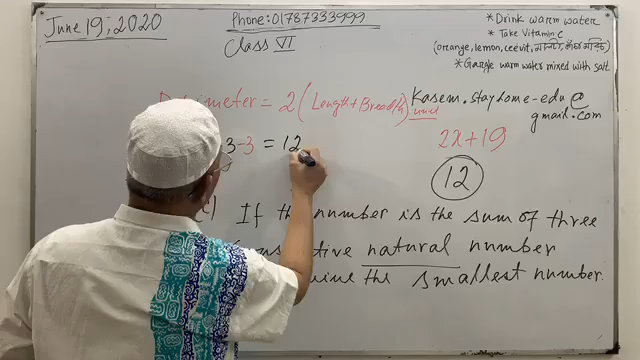 June 19, 2020
Phone: 01787333999
Class VI
* Drink warm water
* Take Vitamin C
(orange, lemon, ceevit,
* Gargle warm water mixed with salt
Perimeter = 2 (Length + Breadth) unit
Kasem.stayhome-edu@
gmail.com
3 - 3 = 12
2x+19
12
If the number is the sum of three
natural number
the smallest number.